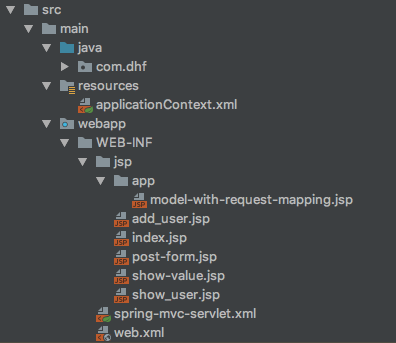 src
main
java
com.dhf
resources
applicationContext.xml
webapp
WEB-INF
jsp
app
model-with-request-mapping.jsp
add_user.jsp
index.jsp
post-form.jsp
show-value.jsp
show_user.jsp
spring-mvc-servlet.xml
web.xml